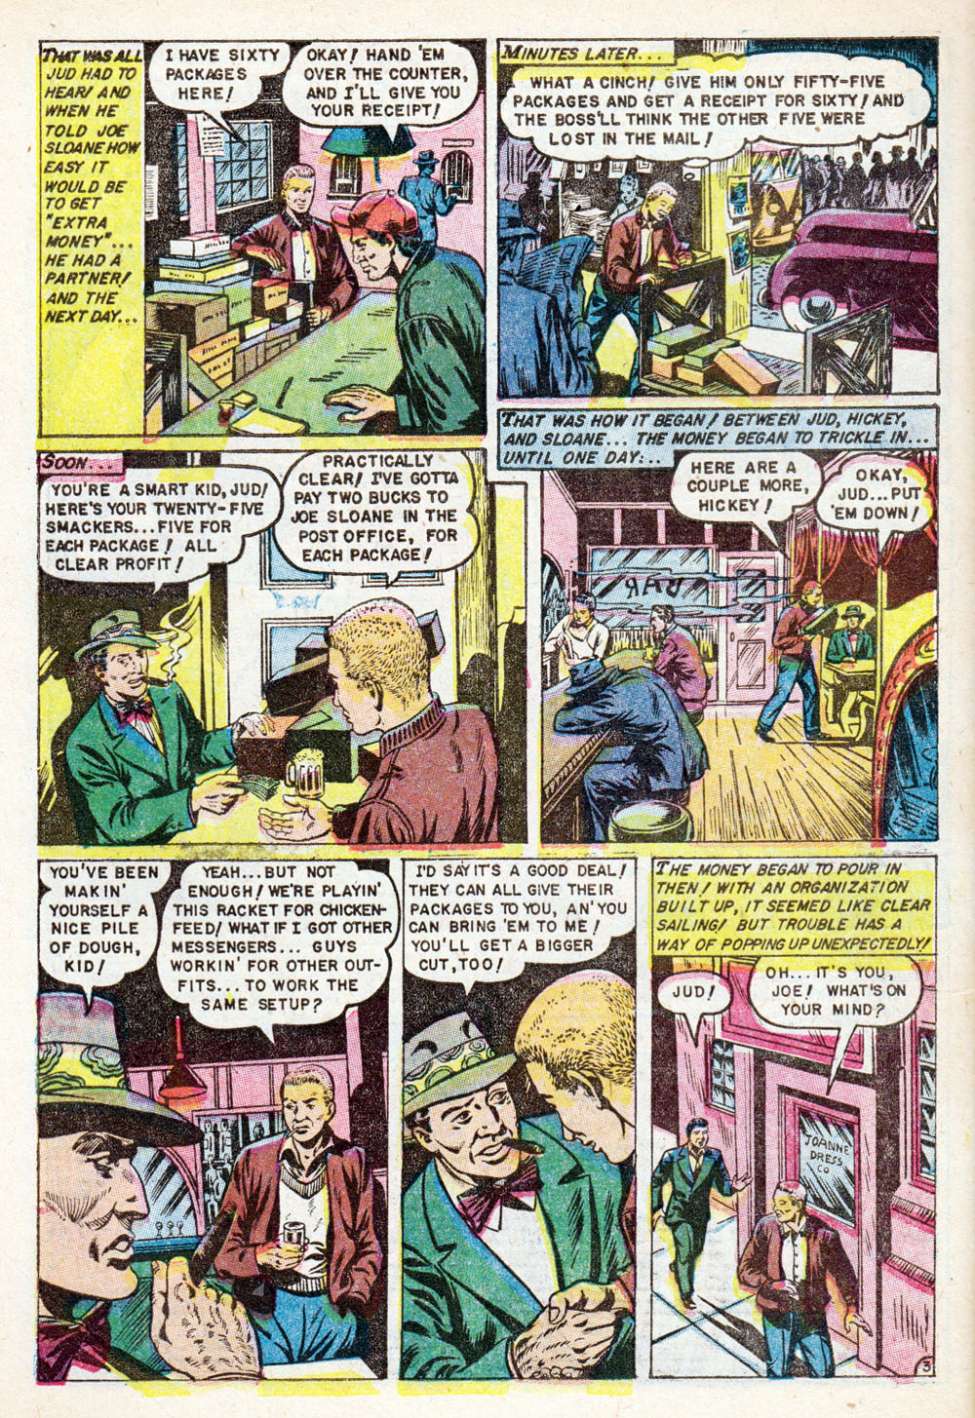 THAT WAS ALL
JUD HAD TO
HEAR! AND
WHEN HE
TOLD JOE
SLOANE HOW
EASY IT
WOULD BE
TO GET
"EXTRA
MONEY"...
HE HAD A
PARTNER!
AND THE
NEXT DAY...
I HAVE SIXTY
PACKAGES
HERE!
OKAY! HAND 'EM
OVER THE COUNTER,
AND I'LL GIVE YOU
YOUR RECEIPT!
MINUTES LATER...
WHAT A CINCH! GIVE HIM ONLY FIFTY-FIVE
PACKAGES AND GET A RECEIPT FOR SIXTY! AND
THE BOSS'LL THINK THE OTHER FIVE WERE
LOST IN THE MAIL!
SOON...
YOU'RE A SMART KID, JUD!
HERE'S YOUR TWENTY-FIVE
SMACKERS...FIVE FOR
EACH PACKAGE! ALL
CLEAR PROFIT!
PRACTICALLY
CLEAR! I'VE GOTTA
PAY TWO BUCKS TO
JOE SLOANE IN THE
POST OFFICE, FOR
EACH PACKAGE!
THAT WAS HOW IT BEGAN! BETWEEN JUD, HICKEY,
AND SLOANE... THE MONEY BEGAN TO TRICKLE IN...
UNTIL ONE DAY...
HERE ARE A
COUPLE MORE,
HICKEY!
OKAY,
JUD...PUT
'EM DOWN!
BAR
YOU'VE BEEN
MAKIN'
YOURSELF A
NICE PILE
OF DOUGH,
KID!
YEAH...BUT NOT
ENOUGH! WE'RE PLAYIN'
THIS RACKET FOR CHICKEN-
FEED! WHAT IF I GOT OTHER
MESSENGERS... GUYS
WORKIN' FOR OTHER OUT-
FITS...TO WORK THE
SAME SETUP?
I'D SAY IT'S A GOOD DEAL!
THEY CAN ALL GIVE THEIR
PACKAGES TO YOU, AN' YOU
CAN BRING 'EM TO ME!
YOU'LL GET A BIGGER
CUT, TOO!
THE MONEY BEGAN TO POUR IN
THEN! WITH AN ORGANIZATION
BUILT UP, IT SEEMED LIKE CLEAR
SAILING! BUT TROUBLE HAS A
WAY OF POPPING UP UNEXPECTEDLY!
JUD!
OH...IT'S YOU,
JOE! WHAT'S ON
YOUR MIND?
JOANNE
DRESS
CO
3